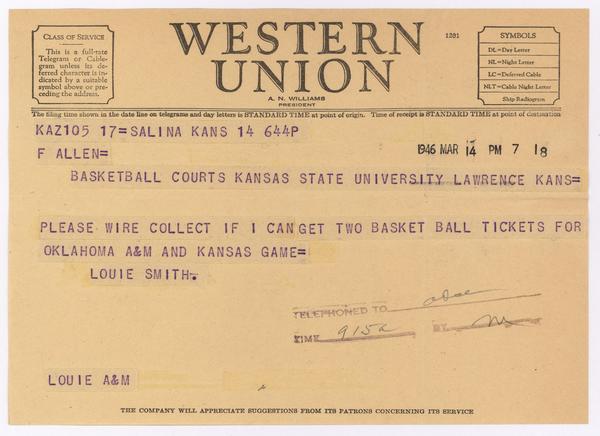 CLASS OF SERVICE
This is a full-rate
Telegram or Cable-
gram unless its de-
ferred character is in-
dicated by a suitable
symbol above or pre-
ceding the address.
WESTERN
UNION
A. N. WILLIAMS
PRESIDENT
1201
SYMBOLS
DL=Day Letter
NL=Night Letter
LC=Deferred Cable
NLT=Cable Night Letter
Ship Radiogram
The filing time shown in the date line on telegrams and day letters is STANDARD TIME at point of origin. Time of receipt is STANDARD TIME at point of destination
KAZ105 17=SALINA KANS 14 644P
F ALLEN=
1946 MAR 14 PM 7 18
BASKETBALL COURTS KANSAS STATE UNIVERSITY LAWRENCE KANS=
PLEASE WIRE COLLECT IF I CAN GET TWO BASKET BALL TICKETS FOR
OKLAHOMA A&M AND KANSAS GAME=
LOUIE SMITH.
TELEPHONED TO
TIME 915a BY
LOUIE A&M
THE COMPANY WILL APPRECIATE SUGGESTIONS FROM ITS PATRONS CONCERNING ITS SERVICE